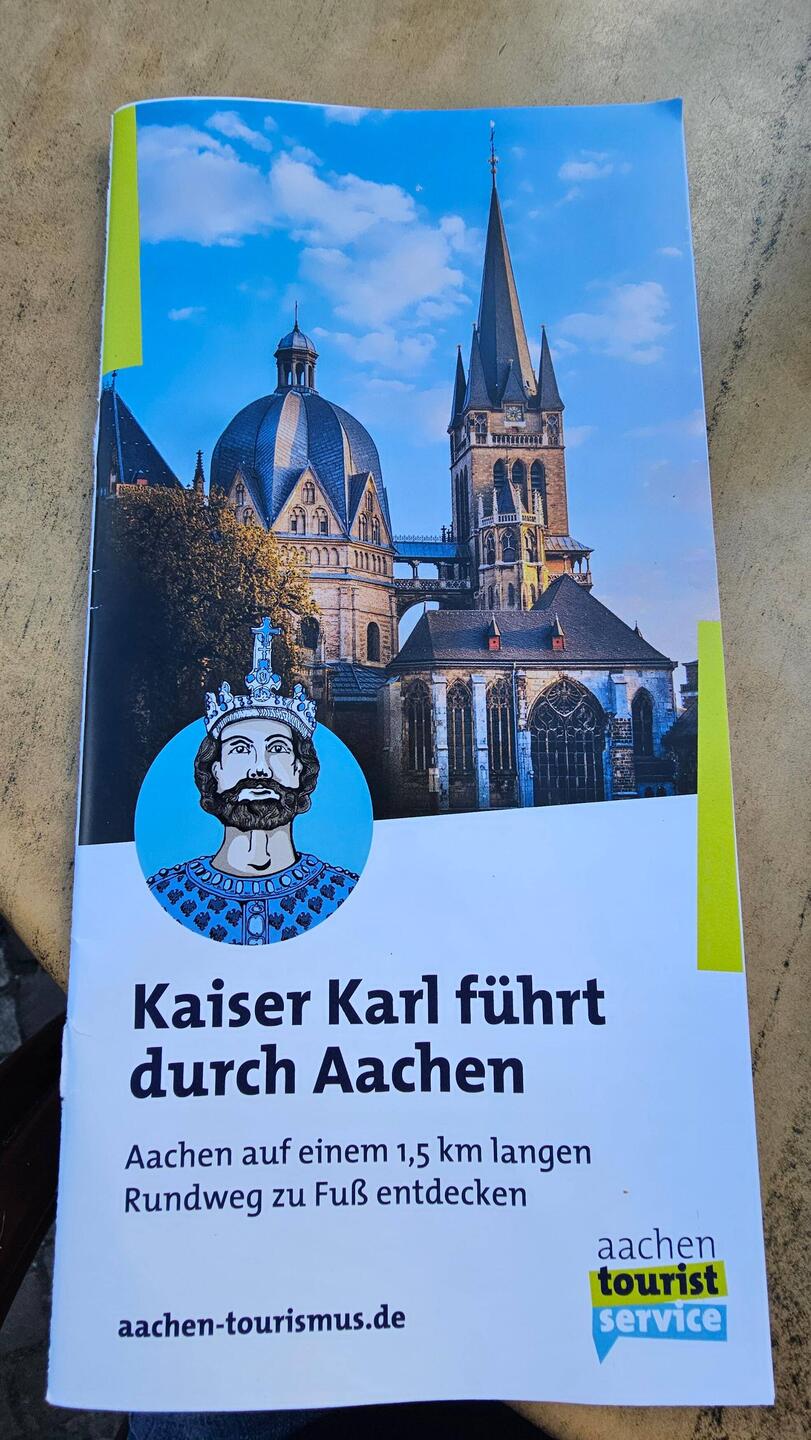 Kaiser Karl führt
durch Aachen
Aachen auf einem 1,5 km langen
Rundweg zu Fuß entdecken
aachen-tourismus.de
aachen
tourist
service